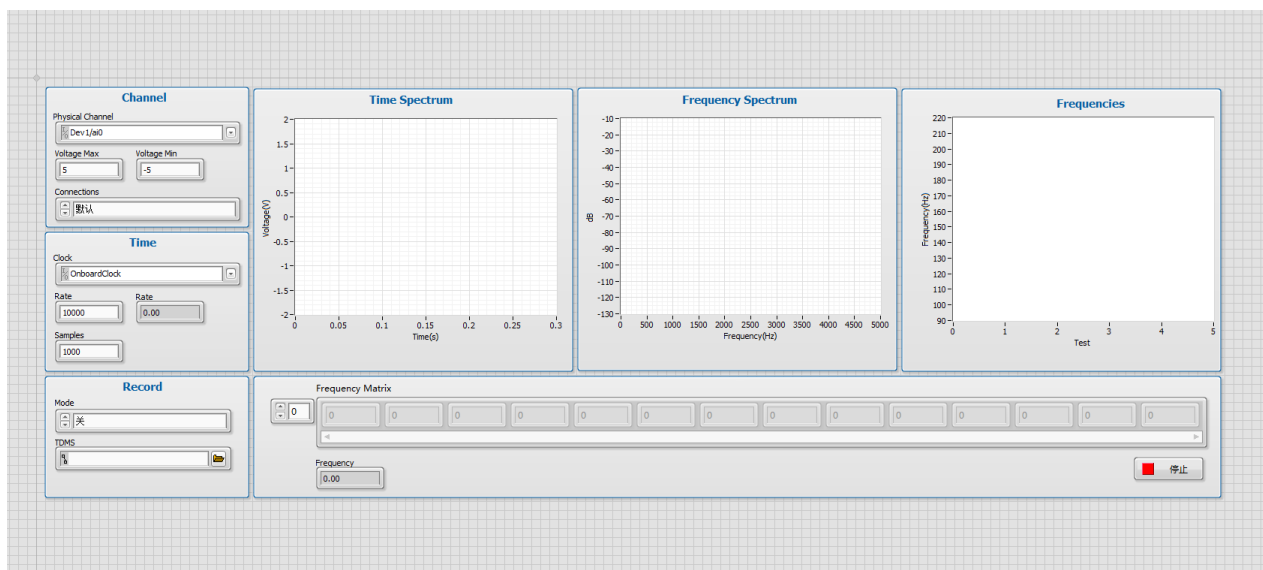 Channel
Physical Channel
Dev1/ai0
Voltage Max Voltage Min
5 -5
Connections
默认
Time
Clock
OnboardClock
Rate Rate
10000 0.00
Samples
1000
Record
Mode
关
TDMS
Time Spectrum
Voltage(V)
2
1.5
1
0.5
0
-0.5
-1
-1.5
-2
0 0.05 0.1 0.15 0.2 0.25 0.3
Time(s)
Frequency Spectrum
dB
-10
-20
-30
-40
-50
-60
-70
-80
-90
-100
-110
-120
-130
0 500 1000 1500 2000 2500 3000 3500 4000 4500 5000
Frequency(Hz)
Frequencies
Frequency(Hz)
220
210
200
190
180
170
160
150
140
130
120
110
100
90
0 1 2 3 4 5
Test
Frequency Matrix
0 0 0 0 0 0 0 0 0 0 0 0 0 0 0
Frequency
0.00
停止